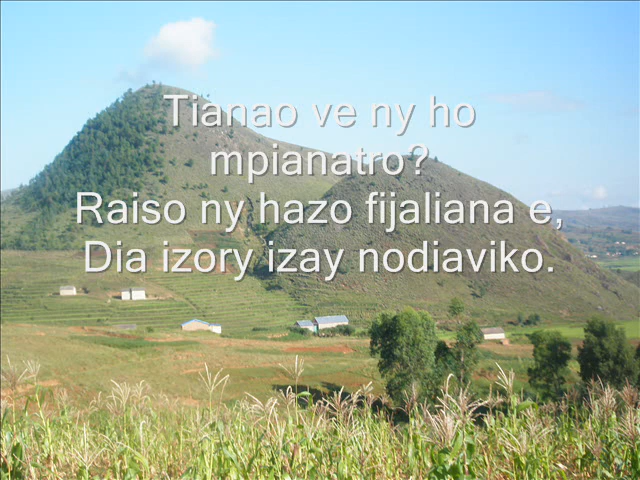 Tianao ve ny ho
mpianatro?
Raiso ny hazo fijaliana e,
Dia izory izay nodiaviko.